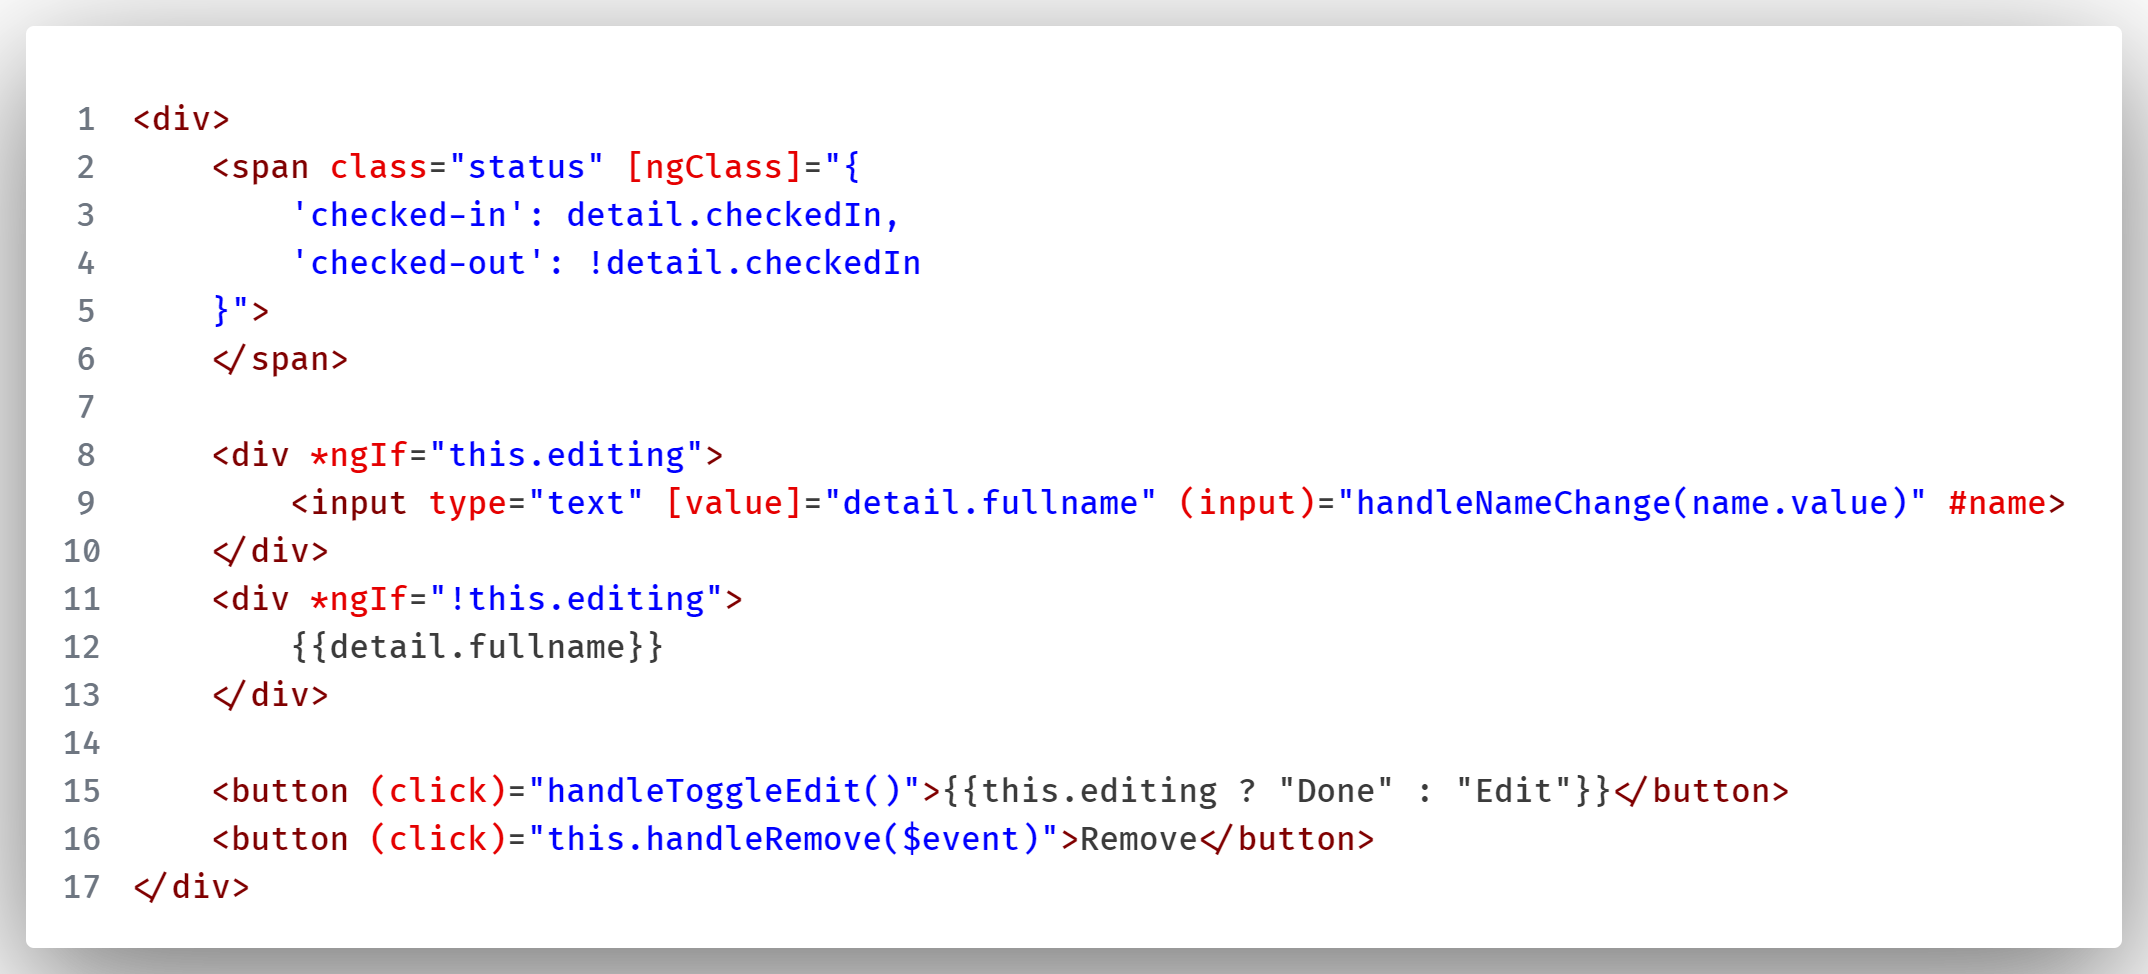 1 <div>
2     <span class="status" [ngClass]="{
3         'checked-in': detail.checkedIn,
4         'checked-out': !detail.checkedIn
5     }">
6     </span>
7
8     <div *ngIf="this.editing">
9         <input type="text" [value]="detail.fullname" (input)="handleNameChange(name.value)" #name>
10     </div>
11     <div *ngIf="!this.editing">
12         {{detail.fullname}}
13     </div>
14
15     <button (click)="handleToggleEdit()">{{this.editing ? "Done" : "Edit"}}</button>
16     <button (click)="this.handleRemove($event)">Remove</button>
17 </div>